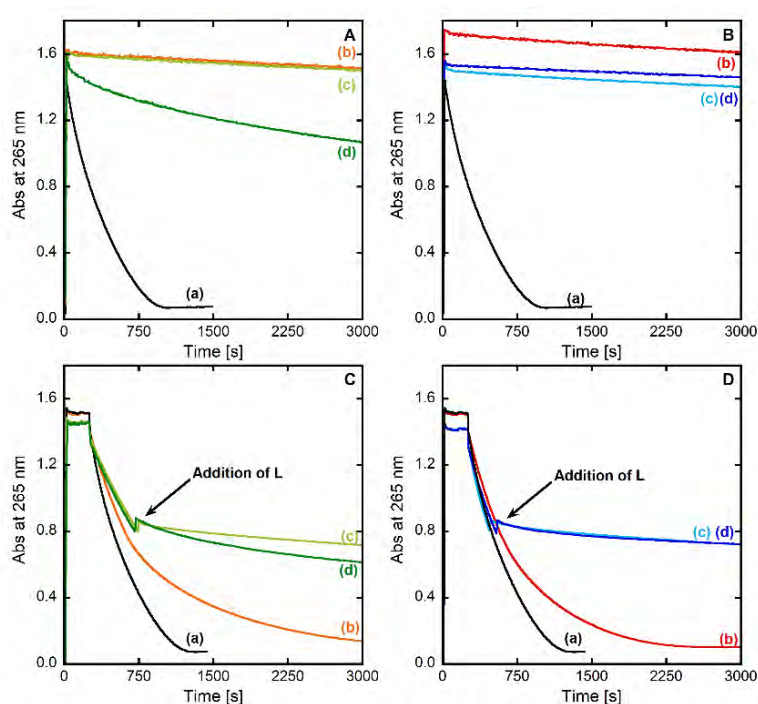 A
1.6
1.2
0.8
0.4
0.0
Abs at 265 nm
(b)
(c)
(d)
(a)
0 750 1500 2250 3000
Time [s]
B
1.6
1.2
0.8
0.4
0.0
Abs at 265 nm
(b)
(c) (d)
(a)
0 750 1500 2250 3000
Time [s]
C
1.6
1.2
0.8
0.4
0.0
Abs at 265 nm
Addition of L
(c)
(d)
(b)
(a)
0 750 1500 2250 3000
Time [s]
D
1.6
1.2
0.8
0.4
0.0
Abs at 265 nm
Addition of L
(c) (d)
(b)
(a)
0 750 1500 2250 3000
Time [s]